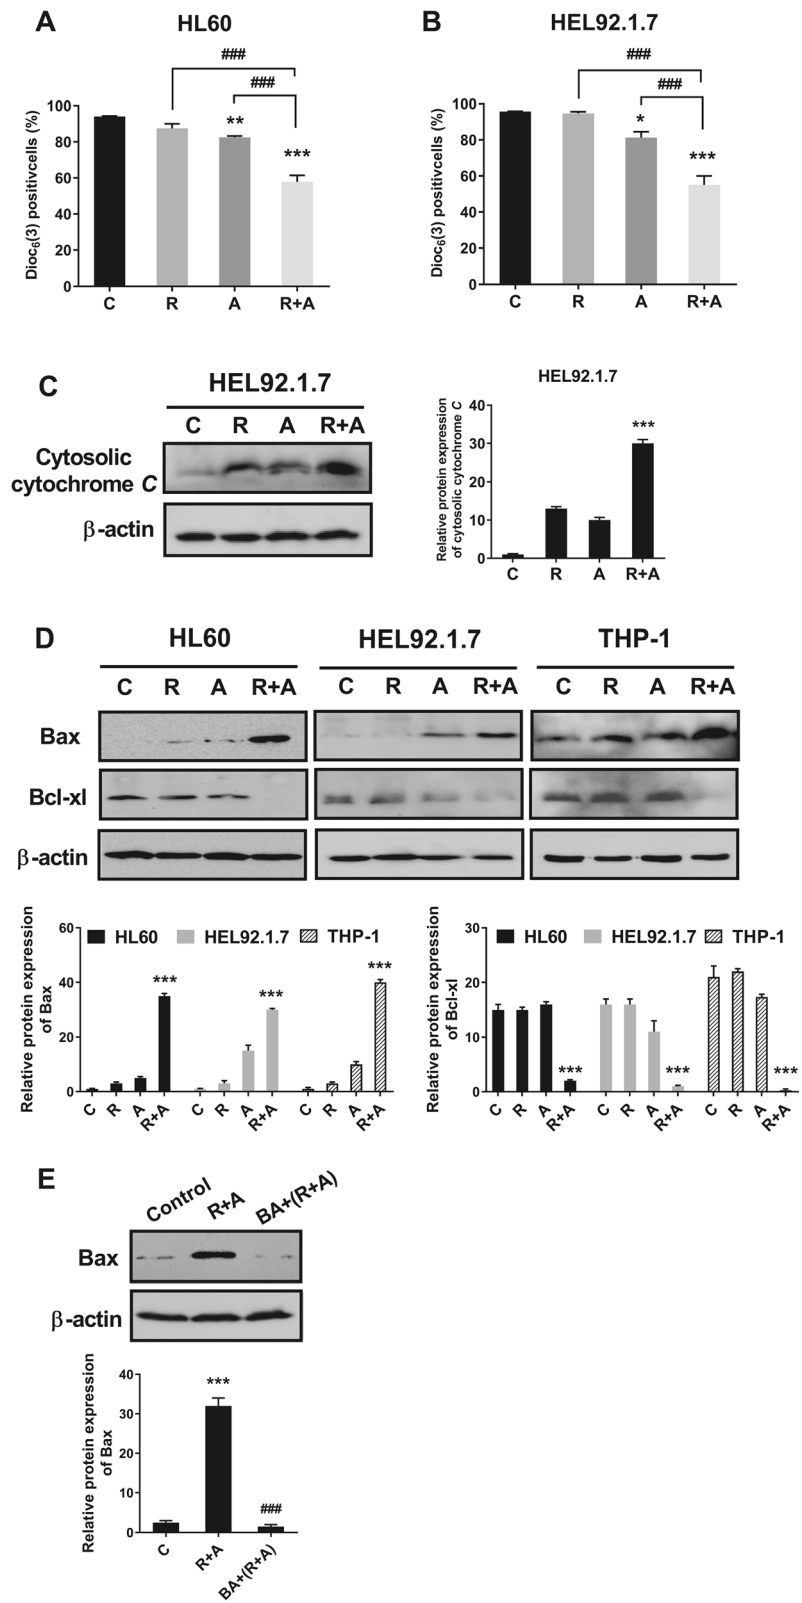 A
HL60
###
###
**
***
Dioc6(3) positivcells (%)
100
80
60
40
20
0
C R A R+A
B
HEL92.1.7
###
###
*
***
Dioc6(3) positivcells (%)
100
80
60
40
20
0
C R A R+A
C
HEL92.1.7
C R A R+A
Cytosolic
cytochrome C
β-actin
HEL92.1.7
Relative protein expression
of cytosolic cytochrome C
40
30
20
10
0
***
C R A R+A
D
HL60 HEL92.1.7 THP-1
C R A R+A C R A R+A C R A R+A
Bax
Bcl-xl
β-actin
Relative protein expression
of Bax
60
40
20
0
HL60 HEL92.1.7 THP-1
*** *** ***
C R A R+A C R A R+A C R A R+A
Relative protein expression
of Bcl-xl
30
20
10
0
HL60 HEL92.1.7 THP-1
*** *** ***
C R A R+A C R A R+A C R A R+A
E
Control R+A BA+(R+A)
Bax
β-actin
Relative protein expression
of Bax
40
30
20
10
0
***
###
C R+A BA+(R+A)